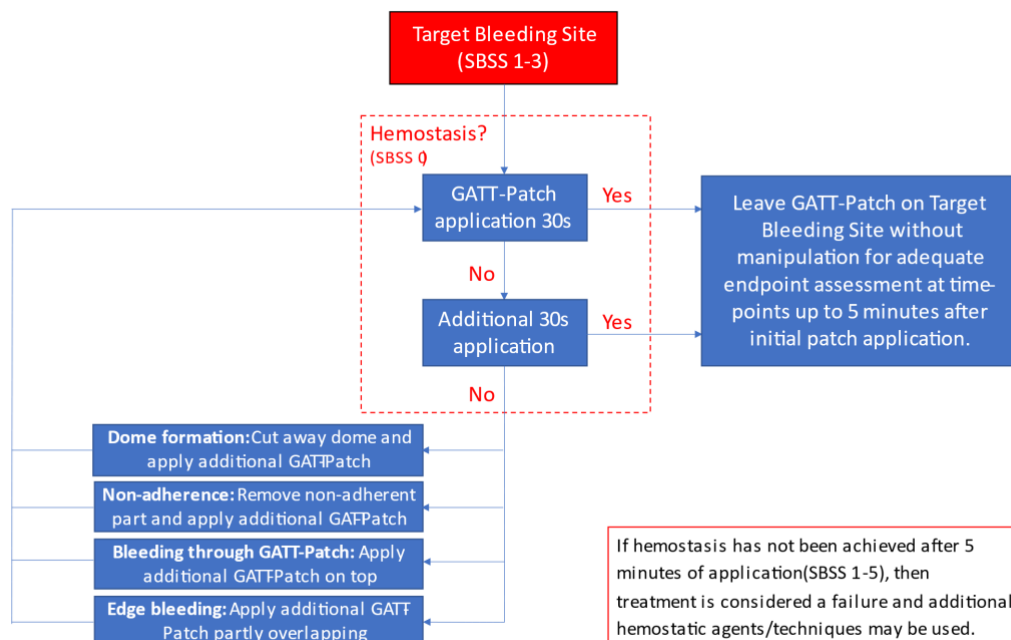 Target Bleeding Site
(SBSS 1-3)
Hemostasis?
(SBSS 0)
GATT-Patch
application 30s
Yes
No
Additional 30s
application
Yes
No
Leave GATT-Patch on Target
Bleeding Site without
manipulation for adequate
endpoint assessment at time-
points up to 5 minutes after
initial patch application.
Dome formation: Cut away dome and
apply additional GATT-Patch
Non-adherence: Remove non-adherent
part and apply additional GATT-Patch
Bleeding through GATT-Patch: Apply
additional GATT-Patch on top
Edge bleeding: Apply additional GATT-
Patch partly overlapping
If hemostasis has not been achieved after 5
minutes of application(SBSS 1-5), then
treatment is considered a failure and additional
hemostatic agents/techniques may be used.